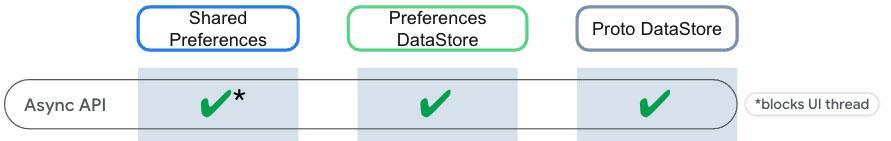 Shared
Preferences
Preferences
DataStore
Proto DataStore
Async API
*
*blocks UI thread